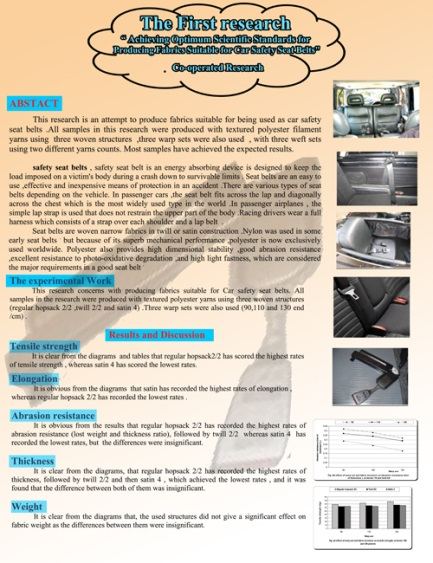 The First research
“ Achieving Optimum Scientific Standards for
Producing Fabrics Suitable for Car Safety Seat Belts”
Co-operated Research
ABSTACT
This research is an attempt to produce fabrics suitable for being used as car safety
seat belts .All samples in this research were produced with textured polyester filament
yarns using three woven structures ,three warp sets were also used , with three weft sets
using two different yarns counts. Most samples have achieved the expected results.
safety seat belts , safety seat belt is an energy absorbing device is designed to keep the
load imposed on a victim's body during a crash down to survivable limits . Seat belts are an easy to
use ,effective and inexpensive means of protection in an accident .There are various types of seat
belts depending on the vehicle. In passenger cars ,the seat belt fits across the lap and diagonally
across the chest which is the most widely used type in the world .In passenger airplanes , the
simple lap strap is used that does not restrain the upper part of the body .Racing drivers wear a full
harness which consists of a strap over each shoulder and a lap belt .
Seat belts are woven narrow fabrics in twill or satin construction .Nylon was used in some
early seat belts but because of its superb mechanical performance ,polyester is now exclusively
used worldwide. Polyester also provides high dimensional stability ,good abrasion resistance
,excellent resistance to photo-oxidative degradation ,and high light fastness, which are considered
the major requirements in a good seat belt
The experimental Work
This research concerns with producing fabrics suitable for Car safety seat belts. All
samples in the research were produced with textured polyester yarns using three woven structures
(regular hopsack 2/2 ,twill 2/2 and satin 4) .Three warp sets were also used (90,110 and 130 end
/cm) .
Results and Discussion
Tensile strength
It is clear from the diagrams and tables that regular hopsack2/2 has scored the highest rates
of tensile strength , whereas satin 4 has scored the lowest rates.
Elongation
It is obvious from the diagrams that satin has recorded the highest rates of elongation ,
whereas regular hopsack 2/2 has recorded the lowest rates .
Abrasion resistance
It is obvious from the results that regular hopsack 2/2 has recorded the highest rates of
abrasion resistance (lost weight and thickness ratio), followed by twill 2/2 whereas satin 4 has
recorded the lowest rates, but the differences were insignificant.
Thickness
It is clear from the diagrams, that regular hopsack 2/2 has recorded the highest rates of
thickness, followed by twill 2/2 and then satin 4 , which achieved the lowest rates , and it was
found that the difference between both of them was insignificant.
Weight
It is clear from the diagrams that, the used structures did not give a significant effect on
fabric weight as the differences between them were insignificant.